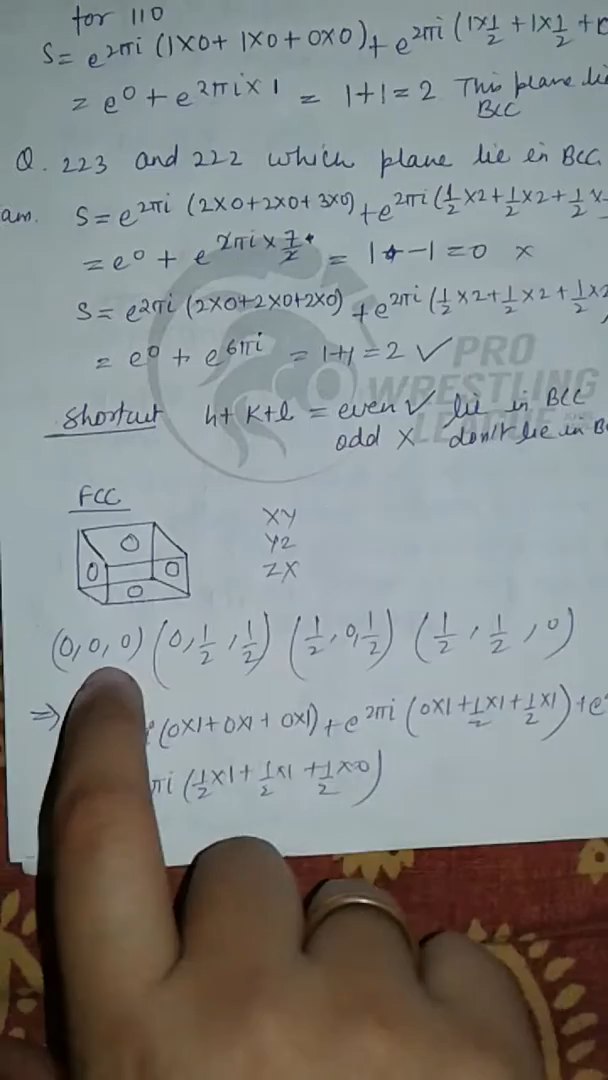 for 110
S = e^2πi (1×0 + 1×0 + 0×0) + e^2πi (1×1/2 + 1×1/2 +
= e^0 + e^2πi×1 = 1+1 = 2 This plane lie
BCC
Q. 223 and 222 which plane lie in BCC
am. S = e^2πi (2×0+2×0+3×0) + e^2πi (1/2×2+1/2×2+1/2×
= e^0 + e^2πi×7/2 = 1+-1 = 0 ×
S = e^2πi (2×0+2×0+2×0) + e^2πi (1/2×2+1/2×2+1/2×2
= e^0 + e^6πi = 1+1 = 2 ✓
PRO
WRESTLING
LEAGUE
Shortcut h+k+l = even ✓ lie in BCC
odd × don't lie in B
FCC
XY
YZ
ZX
(0,0,0) (0,1/2,1/2) (1/2,0,1/2) (1/2,1/2,0)
⇒ (0×1+0×1+0×1) + e^2πi (0×1+1/2×1+1/2×1) + e
πi (1/2×1+1/2×1+1/2×0)